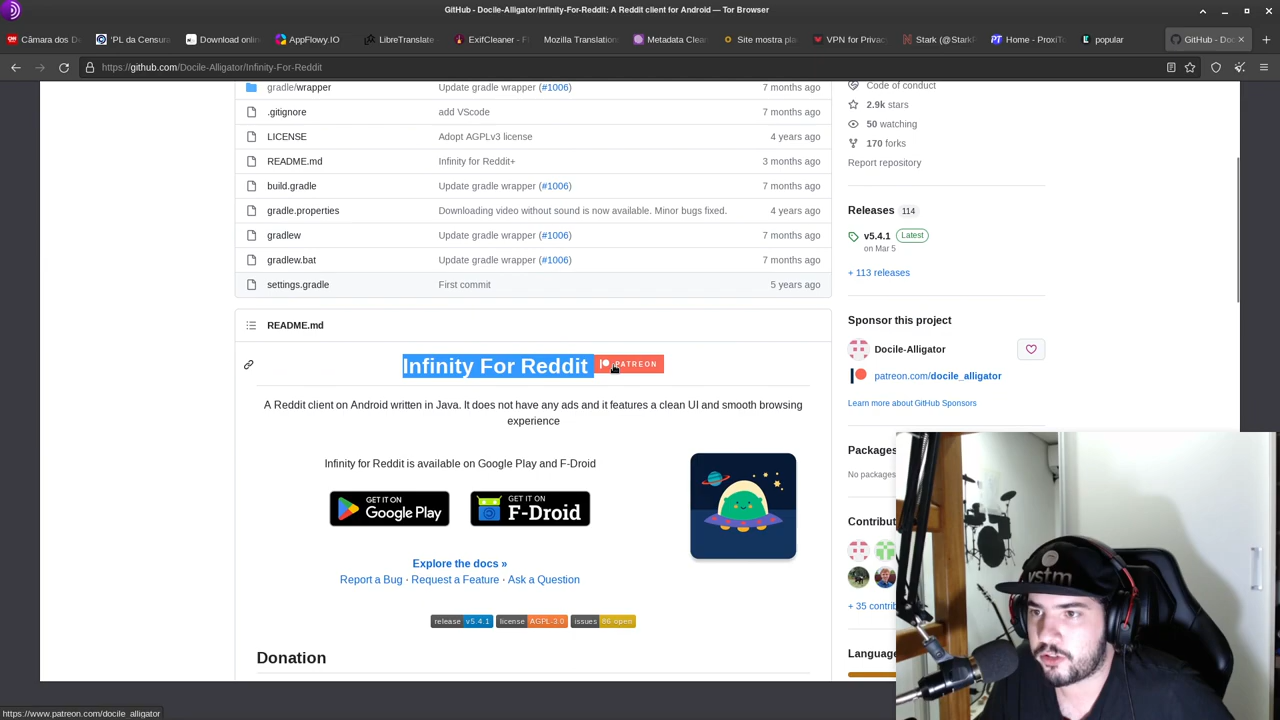 GitHub - Docile-Alligator/Infinity-For-Reddit: A Reddit client for Android — Tor Browser
Câmara dos D
'PL da Censura
Download onlin
AppFlowy.IO
LibreTranslate
ExifCleaner - F
Mozilla Translation
Metadata Clea
Site mostra pla
VPN for Privac
Stark (@StarkP
Home - ProxiTo
popular
GitHub - Doc
https://github.com/Docile-Alligator/Infinity-For-Reddit
gradle/wrapper Update gradle wrapper (#1006) 7 months ago
.gitignore add VScode 7 months ago
LICENSE Adopt AGPLv3 license 4 years ago
README.md Infinity for Reddit+ 3 months ago
build.gradle Update gradle wrapper (#1006) 7 months ago
gradle.properties Downloading video without sound is now available. Minor bugs fixed. 4 years ago
gradlew Update gradle wrapper (#1006) 7 months ago
gradlew.bat Update gradle wrapper (#1006) 7 months ago
settings.gradle First commit 5 years ago
README.md
Infinity For Reddit PATREON
A Reddit client on Android written in Java. It does not have any ads and it features a clean UI and smooth browsing
experience
Infinity for Reddit is available on Google Play and F-Droid
GET IT ON
Google Play
GET IT ON
F-Droid
Explore the docs »
Report a Bug · Request a Feature · Ask a Question
release v5.4.1 license AGPL-3.0 issues 86 open
Donation
Code of conduct
2.9k stars
50 watching
170 forks
Report repository
Releases 114
v5.4.1 Latest
on Mar 5
+ 113 releases
Sponsor this project
Docile-Alligator
patreon.com/docile_alligator
Learn more about GitHub Sponsors
Packages
No packages
Contribut
+ 35 contrib
Language
vstm
https://www.patreon.com/docile_alligator